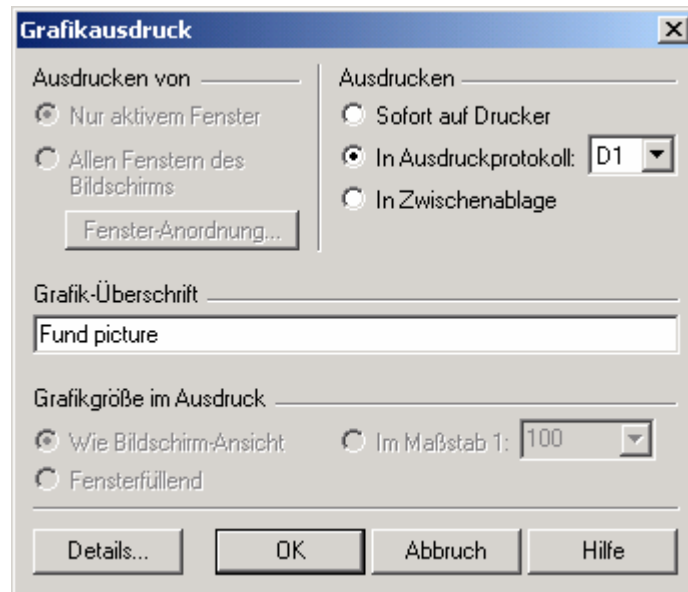 Grafikausdruck
Ausdrucken von
Nur aktivem Fenster
Allen Fenstern des
Bildschirms
Fenster-Anordnung...
Ausdrucken
Sofort auf Drucker
In Ausdruckprotokoll: D1
In Zwischenablage
Grafik-Überschrift
Fund picture
Grafikgröße im Ausdruck
Wie Bildschirm-Ansicht
Im Maßstab 1: 100
Fensterfüllend
Details...
OK
Abbruch
Hilfe